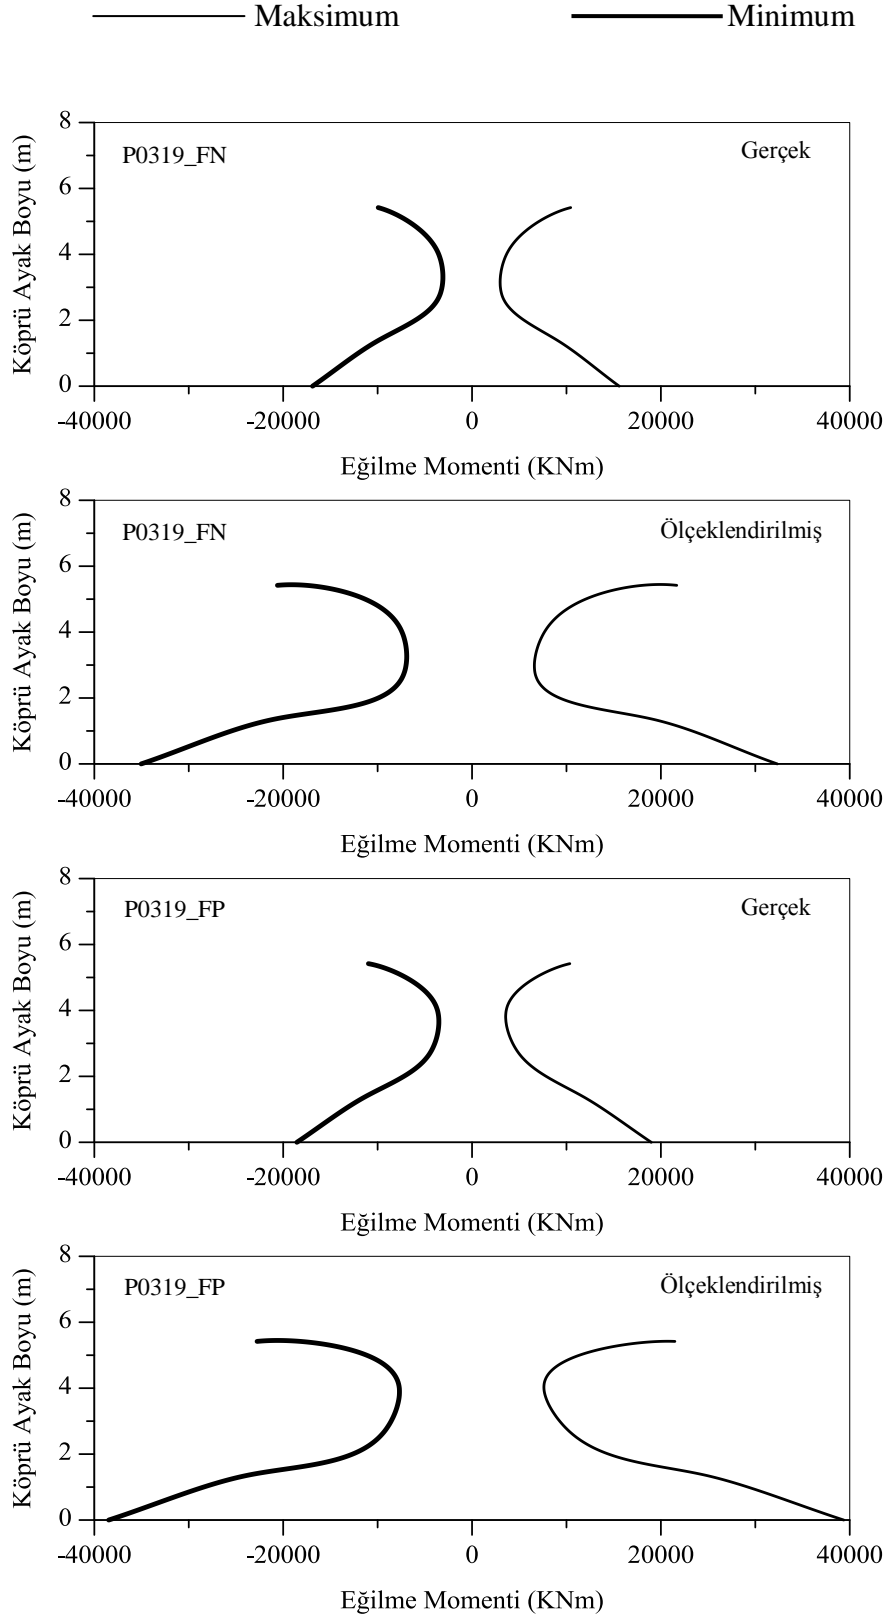 Maksimum Minimum
8
P0319_FN Gerçek
6
4
2
0
-40000 -20000 0 20000 40000
Köprü Ayak Boyu (m)
Eğilme Momenti (KNm)
8
P0319_FN Ölçeklendirilmiş
6
4
2
0
-40000 -20000 0 20000 40000
Köprü Ayak Boyu (m)
Eğilme Momenti (KNm)
8
P0319_FP Gerçek
6
4
2
0
-40000 -20000 0 20000 40000
Köprü Ayak Boyu (m)
Eğilme Momenti (KNm)
8
P0319_FP Ölçeklendirilmiş
6
4
2
0
-40000 -20000 0 20000 40000
Köprü Ayak Boyu (m)
Eğilme Momenti (KNm)